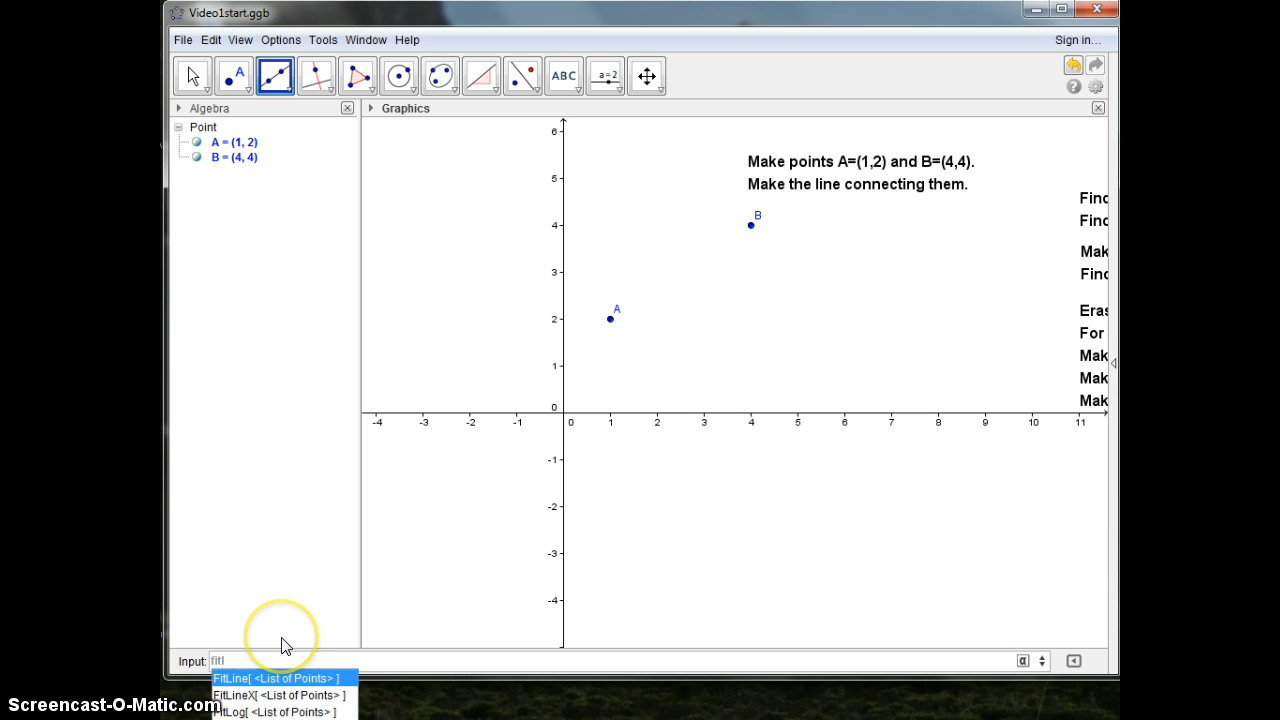 Video1start.ggb
File Edit View Options Tools Window Help Sign in...
A ABC a=2
Algebra
Graphics
Point
A = (1, 2)
B = (4, 4)
Make points A=(1,2) and B=(4,4).
Make the line connecting them.
Find
Find
Mak
Find
Eras
For
Mak
Mak
Mak
B
A
6
5
4
3
2
1
0
-1
-2
-3
-4
-4 -3 -2 -1 0 1 2 3 4 5 6 7 8 9 10 11
Input: fitl
α
FitLine[ <List of Points> ]
FitLineX[ <List of Points> ]
FitLog[ <List of Points> ]
Screencast-O-Matic.com